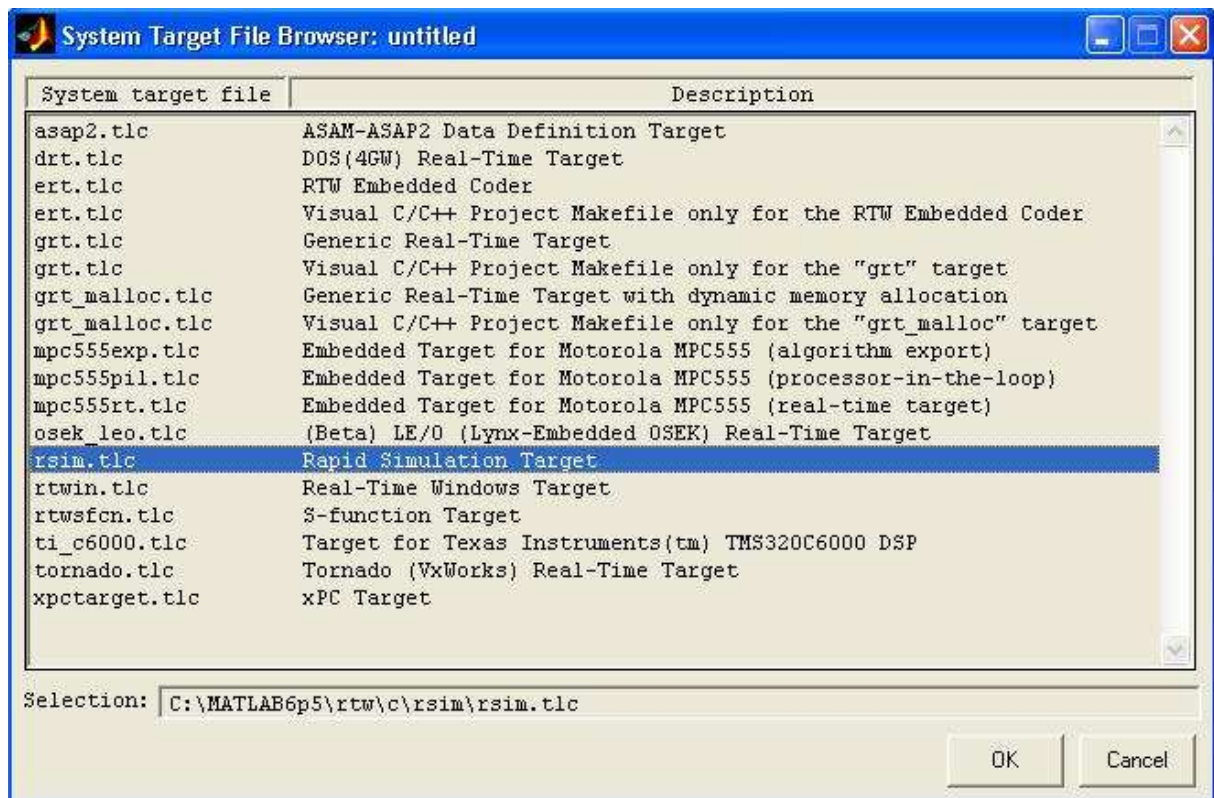 System Target File Browser: untitled
System target file Description
asap2.tlc ASAM-ASAP2 Data Definition Target
drt.tlc DOS(4GW) Real-Time Target
ert.tlc RTW Embedded Coder
ert.tlc Visual C/C++ Project Makefile only for the RTW Embedded Coder
grt.tlc Generic Real-Time Target
grt.tlc Visual C/C++ Project Makefile only for the "grt" target
grt_malloc.tlc Generic Real-Time Target with dynamic memory allocation
grt_malloc.tlc Visual C/C++ Project Makefile only for the "grt_malloc" target
mpc555exp.tlc Embedded Target for Motorola MPC555 (algorithm export)
mpc555pil.tlc Embedded Target for Motorola MPC555 (processor-in-the-loop)
mpc555rt.tlc Embedded Target for Motorola MPC555 (real-time target)
osek_leo.tlc (Beta) LE/O (Lynx-Embedded OSEK) Real-Time Target
rsim.tlc Rapid Simulation Target
rtwin.tlc Real-Time Windows Target
rtwsfcn.tlc S-function Target
ti_c6000.tlc Target for Texas Instruments(tm) TMS320C6000 DSP
tornado.tlc Tornado (VxWorks) Real-Time Target
xpctarget.tlc xPC Target
Selection: C:\MATLAB6p5\rtw\c\rsim\rsim.tlc
OK Cancel